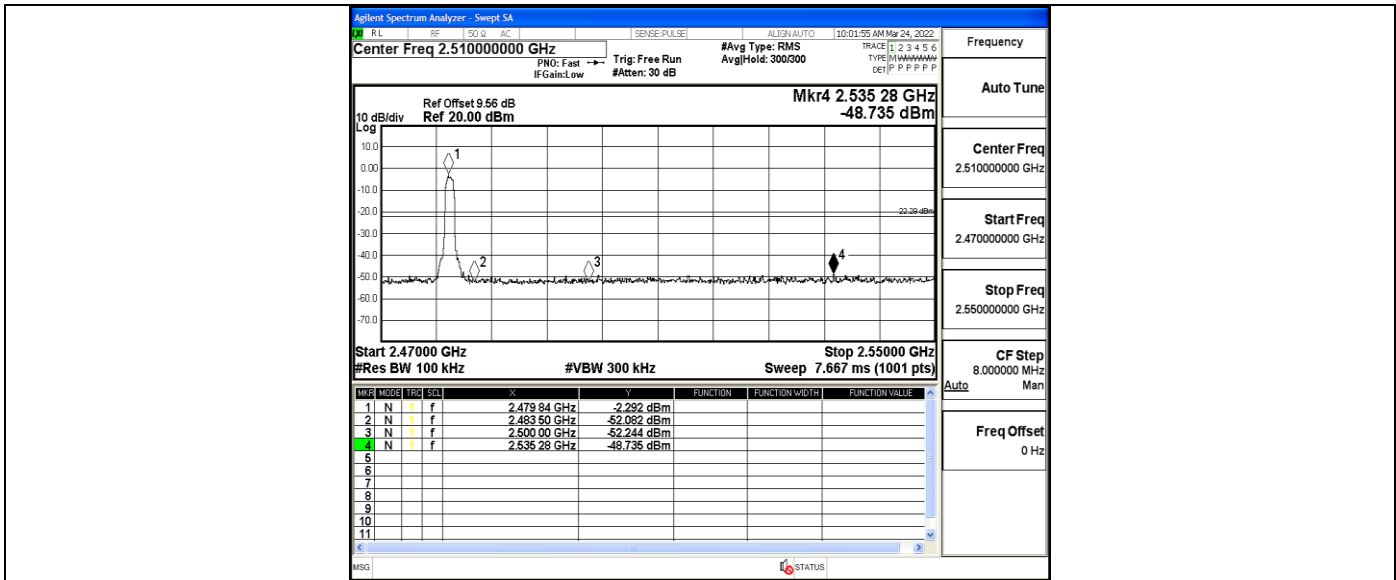 Agilent Spectrum Analyzer - Swept SA
RL RF 50 Ω AC SENSE:PULSE ALIGN AUTO 10:01:55 AM Mar 24, 2022
Center Freq 2.510000000 GHz
PNO: Fast
IFGain:Low
Trig: Free Run
#Atten: 30 dB
#Avg Type: RMS
Avg|Hold: 300/300
TRACE 1 2 3 4 5 6
TYPE M
DET P P P P P P
Mkr4 2.535 28 GHz
-48.735 dBm
Ref Offset 9.56 dB
10 dB/div Ref 20.00 dBm
Log
10.0
0.00
-10.0
-20.0
-30.0
-40.0
-50.0
-60.0
-70.0
1
2
3
4
22.29 dBm
Start 2.47000 GHz Stop 2.55000 GHz
#Res BW 100 kHz #VBW 300 kHz Sweep 7.667 ms (1001 pts)
MKR MODE TRC SCL X Y FUNCTION FUNCTION WIDTH FUNCTION VALUE
1 N 1 f 2.479 84 GHz -2.292 dBm
2 N 1 f 2.483 50 GHz -52.082 dBm
3 N 1 f 2.500 00 GHz -52.244 dBm
4 N 1 f 2.535 28 GHz -48.735 dBm
5
6
7
8
9
10
11
MSG STATUS
Frequency
Auto Tune
Center Freq
2.510000000 GHz
Start Freq
2.470000000 GHz
Stop Freq
2.550000000 GHz
CF Step
8.000000 MHz
Auto Man
Freq Offset
0 Hz